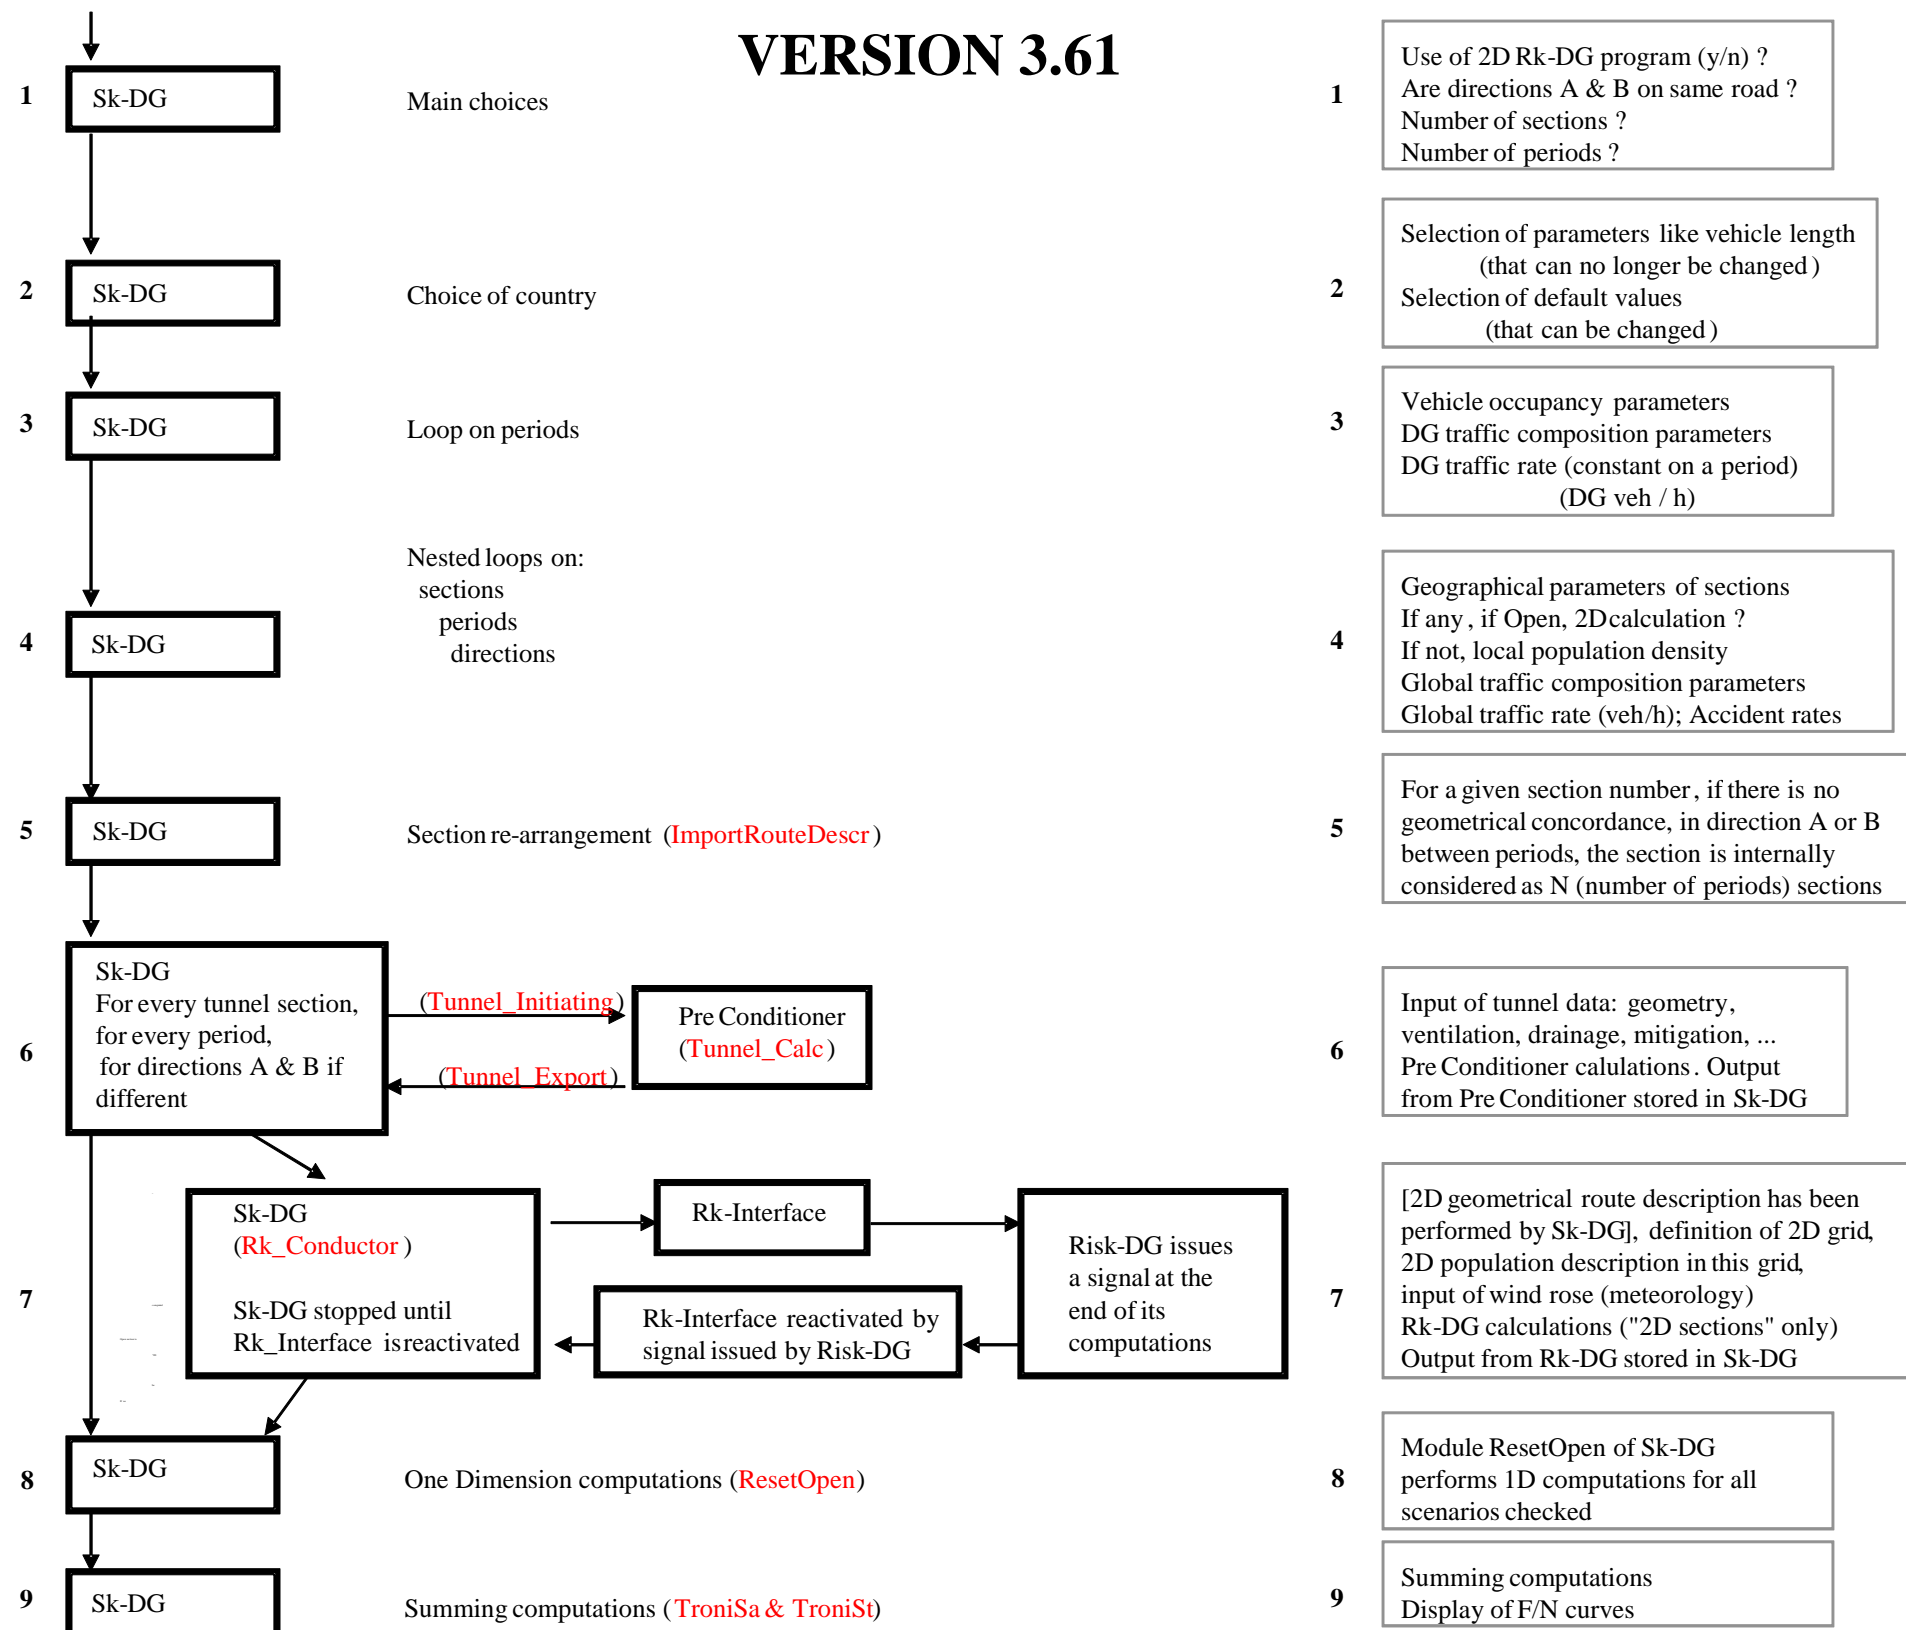 VERSION 3.61
1
Sk-DG
Main choices
1
Use of 2D Rk-DG program (y/n) ?
Are directions A & B on same road ?
Number of sections ?
Number of periods ?
2
Sk-DG
Choice of country
2
Selection of parameters like vehicle length
(that can no longer be changed)
Selection of default values
(that can be changed)
3
Sk-DG
Loop on periods
3
Vehicle occupancy parameters
DG traffic composition parameters
DG traffic rate (constant on a period)
(DG veh / h)
4
Sk-DG
Nested loops on:
sections
periods
directions
4
Geographical parameters of sections
If any, if Open, 2D calculation ?
If not, local population density
Global traffic composition parameters
Global traffic rate (veh/h); Accident rates
5
Sk-DG
Section re-arrangement (ImportRouteDescr)
5
For a given section number, if there is no
geometrical concordance, in direction A or B
between periods, the section is internally
considered as N (number of periods) sections
6
Sk-DG
For every tunnel section,
for every period,
for directions A & B if
different
(Tunnel_Initiating)
(Tunnel_Export)
Pre Conditioner
(Tunnel_Calc)
6
Input of tunnel data: geometry,
ventilation, drainage, mitigation, ...
Pre Conditioner calulations. Output
from Pre Conditioner stored in Sk-DG
7
Sk-DG
(Rk_Conductor)
Sk-DG stopped until
Rk_Interface is reactivated
Rk-Interface
Rk-Interface reactivated by
signal issued by Risk-DG
Risk-DG issues
a signal at the
end of its
computations
7
[2D geometrical route description has been
performed by Sk-DG], definition of 2D grid,
2D population description in this grid,
input of wind rose (meteorology)
Rk-DG calculations ("2D sections" only)
Output from Rk-DG stored in Sk-DG
8
Sk-DG
One Dimension computations (ResetOpen)
8
Module ResetOpen of Sk-DG
performs 1D computations for all
scenarios checked
9
Sk-DG
Summing computations (TroniSa & TroniSt)
9
Summing computations
Display of F/N curves